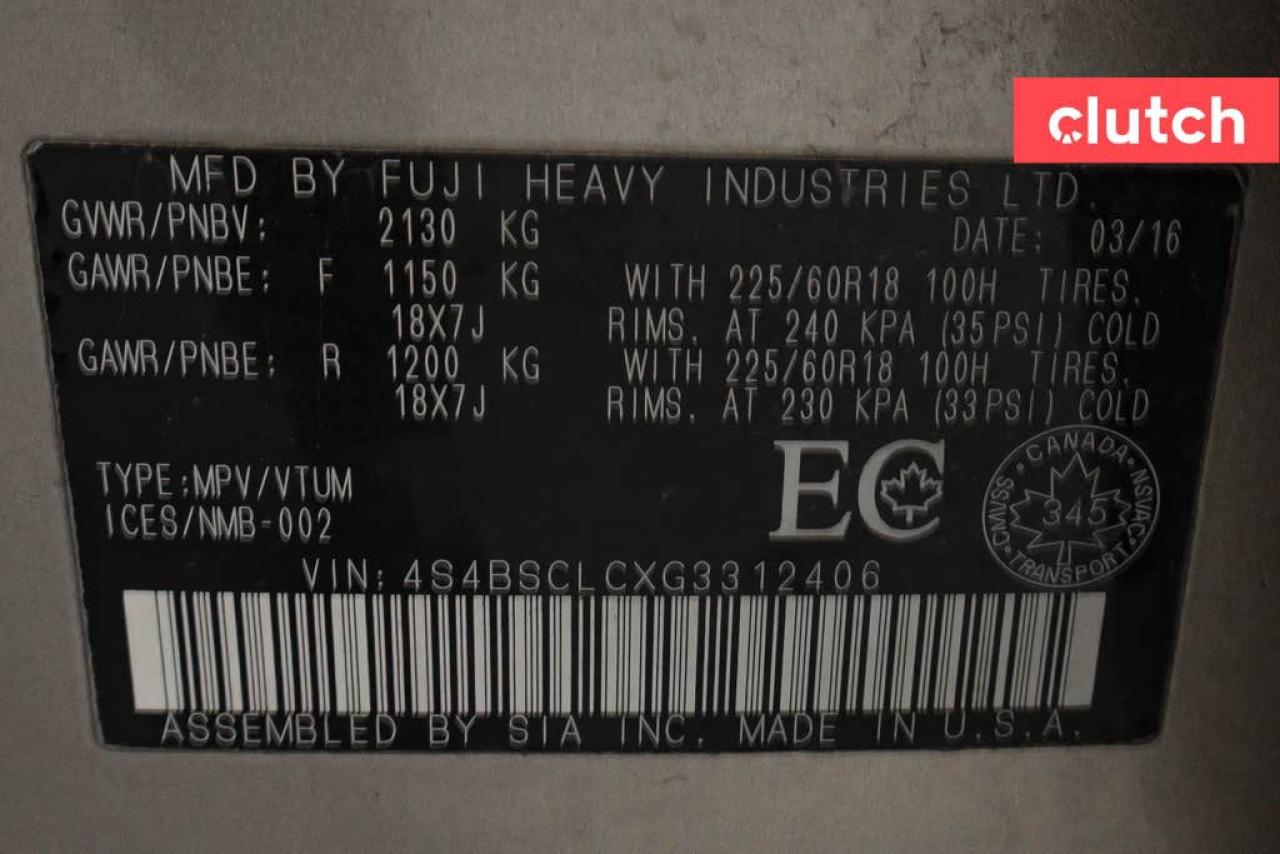 clutch
MFD BY FUJI HEAVY INDUSTRIES LTD.
GVWR/PNBV: 2130 KG DATE: 03/16
GAWR/PNBE: F 1150 KG WITH 225/60R18 100H TIRES.
18X7J RIMS. AT 240 KPA (35PSI) COLD
GAWR/PNBE: R 1200 KG WITH 225/60R18 100H TIRES.
18X7J RIMS. AT 230 KPA (33PSI) COLD
TYPE:MPV/VTUM
ICES/NMB-002
EC
CMVSS • CANADA • NSVAC • TRANSPORT •
345
VIN: 4S4BSCLCXG3312406
ASSEMBLED BY SIA INC. MADE IN U.S.A.